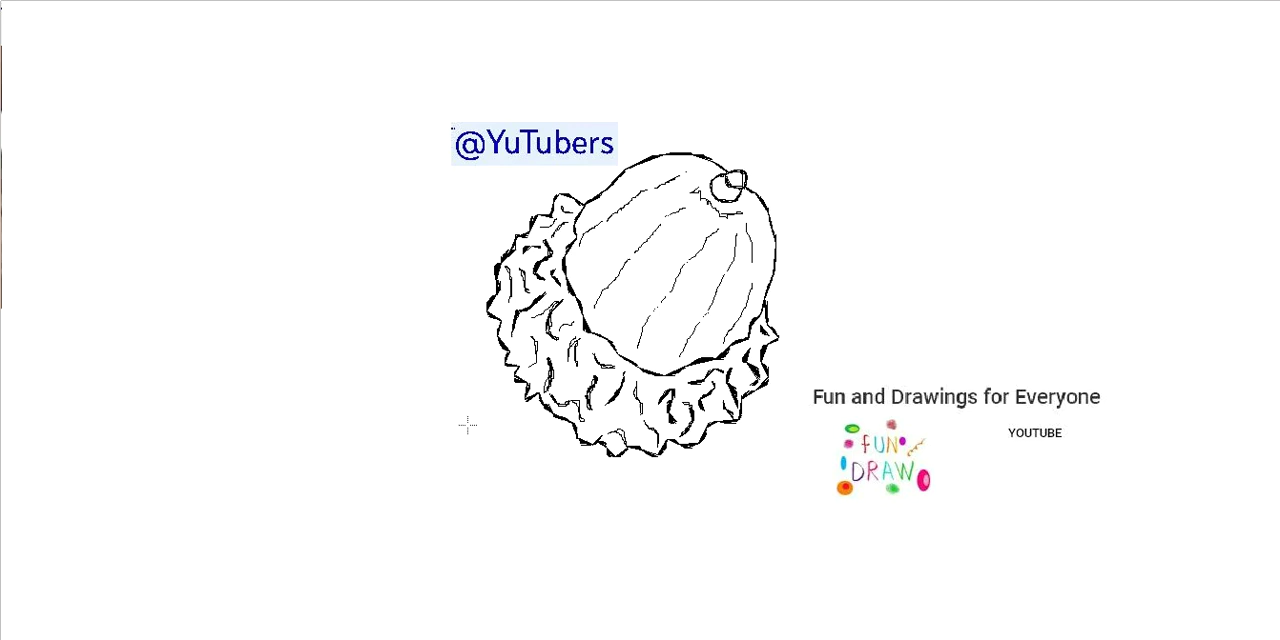 @YuTubers
Fun and Drawings for Everyone
YOUTUBE
fUN
DRAW